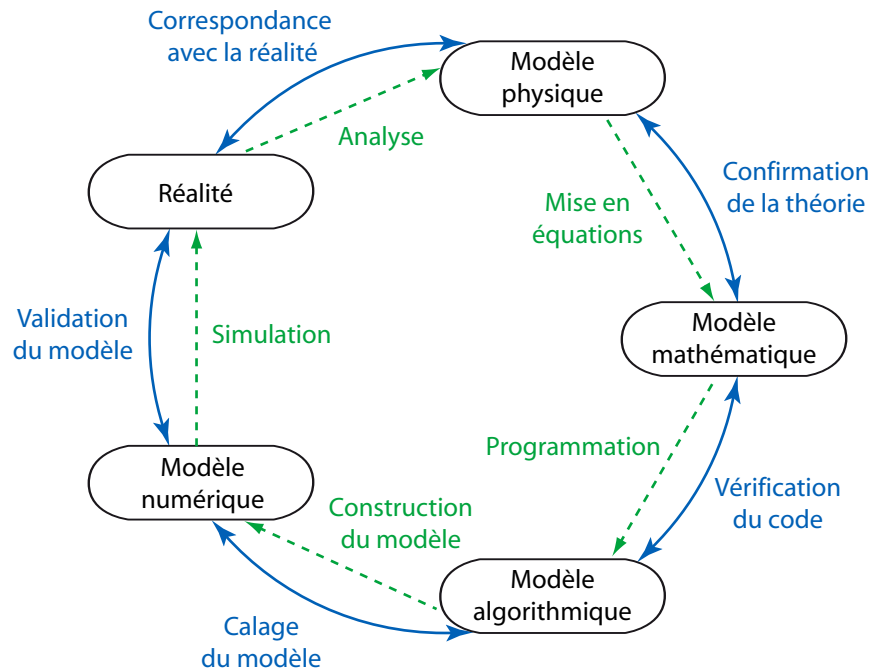 Correspondance
avec la réalité
Modèle
physique
Analyse
Réalité
Confirmation
de la théorie
Mise en
équations
Validation
du modèle
Simulation
Modèle
mathématique
Programmation
Modèle
numérique
Vérification
du code
Construction
du modèle
Modèle
algorithmique
Calage
du modèle